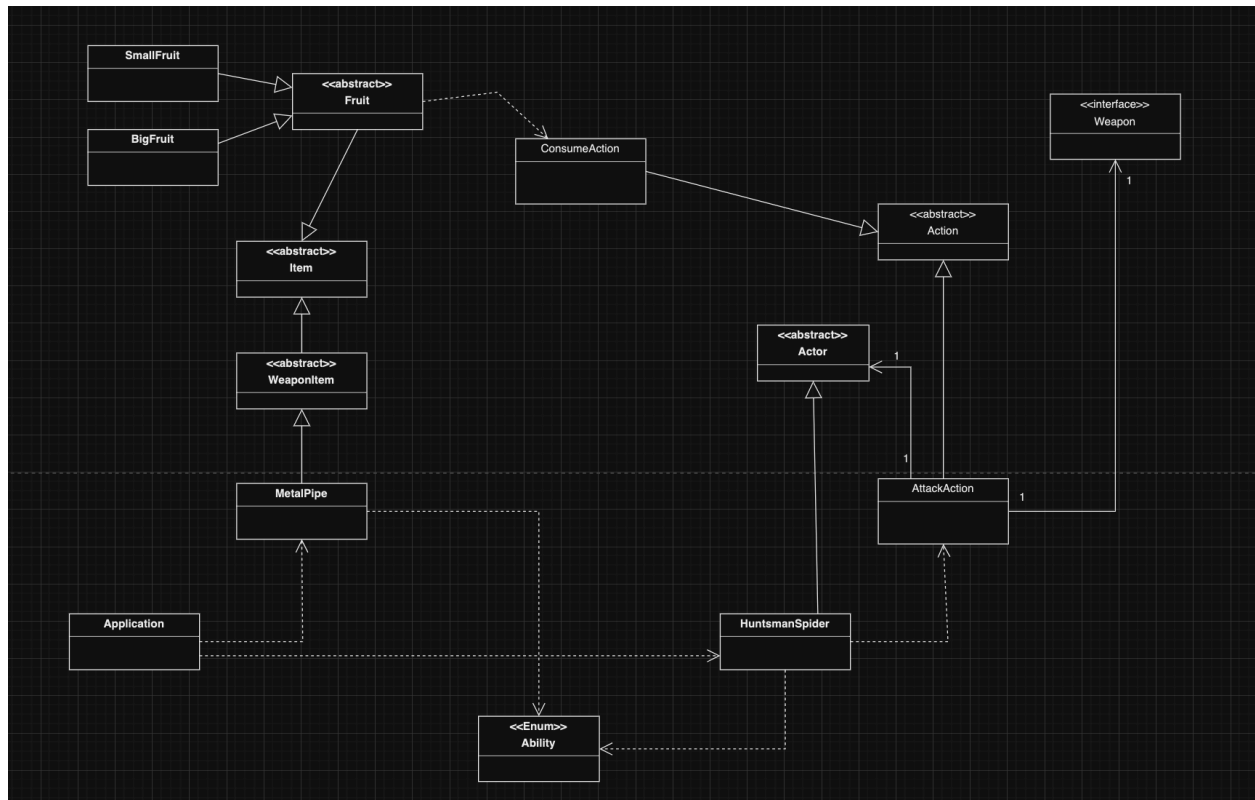 SmallFruit
<<abstract>>
Fruit
BigFruit
ConsumeAction
<<interface>>
Weapon
1
<<abstract>>
Action
<<abstract>>
Item
<<abstract>>
Actor
1
<<abstract>>
WeaponItem
1
MetalPipe
AttackAction
1
Application
HuntsmanSpider
<<Enum>>
Ability